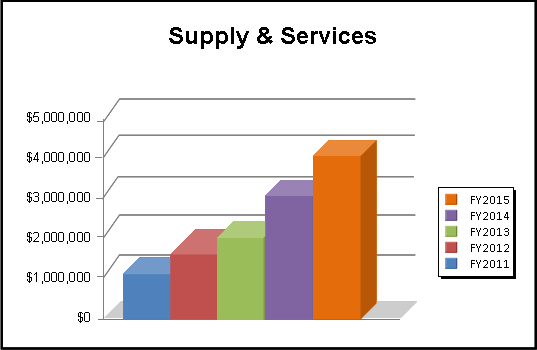 Supply & Services
$5,000,000
$4,000,000
$3,000,000
$2,000,000
$1,000,000
$0
FY2015
FY2014
FY2013
FY2012
FY2011